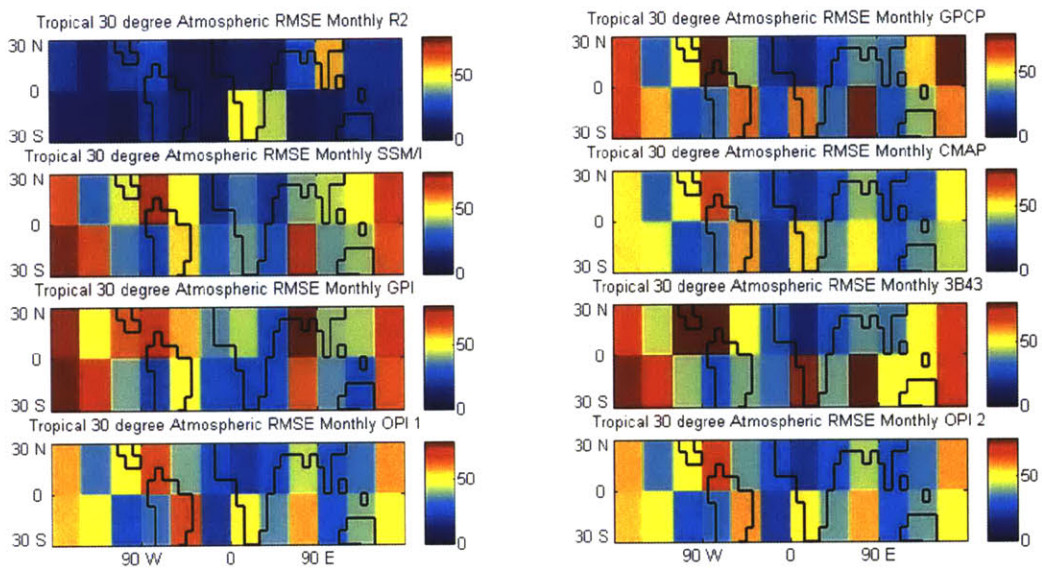 Tropical 30 degree Atmospheric RMSE Monthly R2
30 N
0
30 S
50
0
Tropical 30 degree Atmospheric RMSE Monthly GPCP
30 N
0
30 S
50
0
Tropical 30 degree Atmospheric RMSE Monthly SSM/I
30 N
0
30 S
50
0
Tropical 30 degree Atmospheric RMSE Monthly CMAP
30 N
0
30 S
50
0
Tropical 30 degree Atmospheric RMSE Monthly GPI
30 N
0
30 S
50
0
Tropical 30 degree Atmospheric RMSE Monthly 3B43
30 N
0
30 S
50
0
Tropical 30 degree Atmospheric RMSE Monthly OPI 1
30 N
0
30 S
90 W 0 90 E
50
0
Tropical 30 degree Atmospheric RMSE Monthly OPI 2
30 N
0
30 S
90 W 0 90 E
50
0